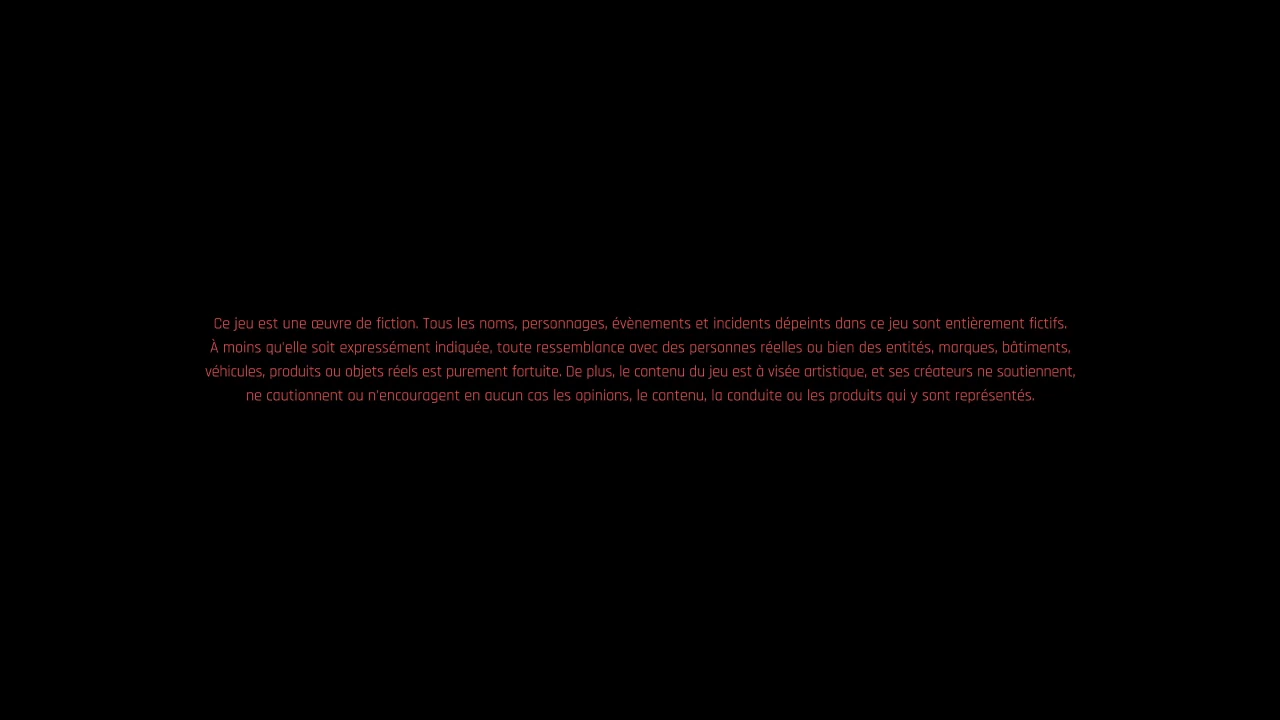 Ce jeu est une œuvre de fiction. Tous les noms, personnages, évènements et incidents dépeints dans ce jeu sont entièrement fictifs.
À moins qu'elle soit expressément indiquée, toute ressemblance avec des personnes réelles ou bien des entités, marques, bâtiments,
véhicules, produits ou objets réels est purement fortuite. De plus, le contenu du jeu est à visée artistique, et ses créateurs ne soutiennent,
ne cautionnent ou n'encouragent en aucun cas les opinions, le contenu, la conduite ou les produits qui y sont représentés.